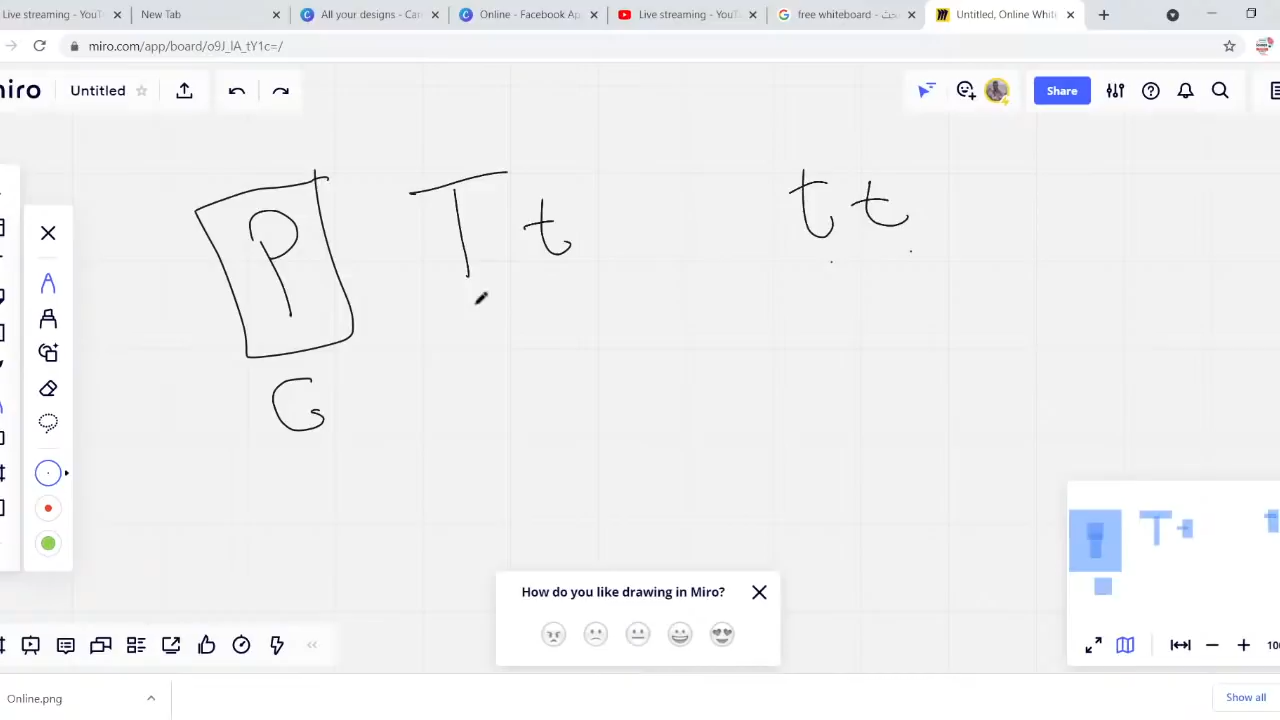 Live streaming - YouT
New Tab
All your designs - Can
Online - Facebook Ap
Live streaming - YouT
free whiteboard - بحث
Untitled, Online Whit
miro.com/app/board/o9J_lA_tY1c=/
miro
Untitled
Share
P T t t t
G
How do you like drawing in Miro?
100
Online.png
Show all